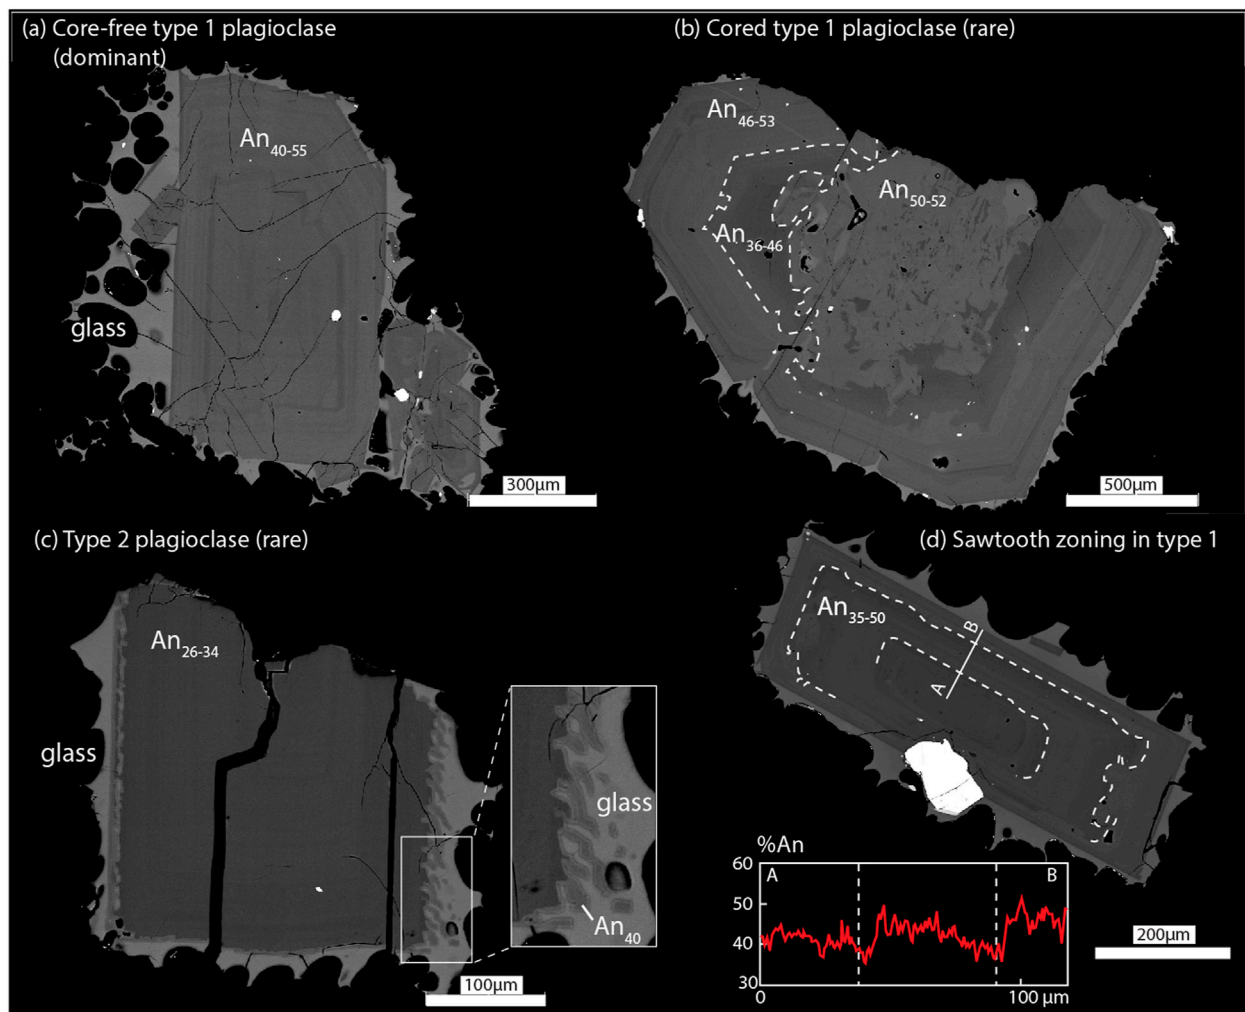 (a) Core-free type 1 plagioclase
(dominant)
An40-55
glass
300µm
(b) Cored type 1 plagioclase (rare)
An46-53
An50-52
An36-46
500µm
(c) Type 2 plagioclase (rare)
An26-34
glass
glass
An40
100µm
(d) Sawtooth zoning in type 1
An35-50
B
A
%An
60
50
40
30
A
B
0
100 µm
200µm